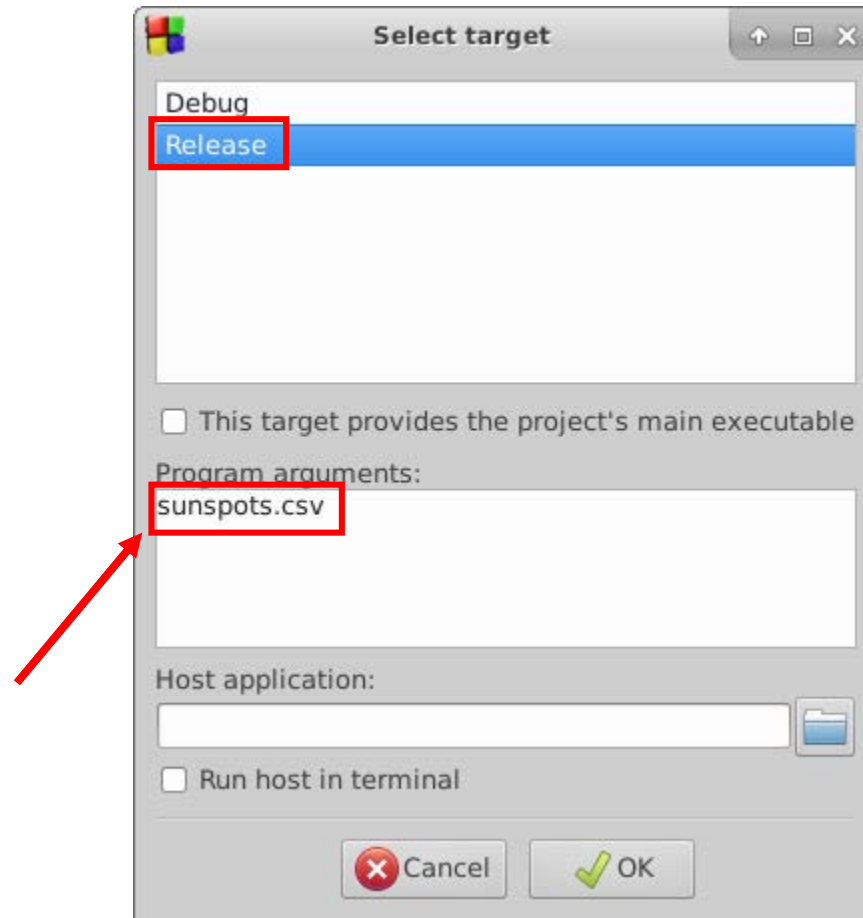 Select target
Debug
Release
This target provides the project's main executable
Program arguments:
sunspots.csv
Host application:
Run host in terminal
Cancel
OK